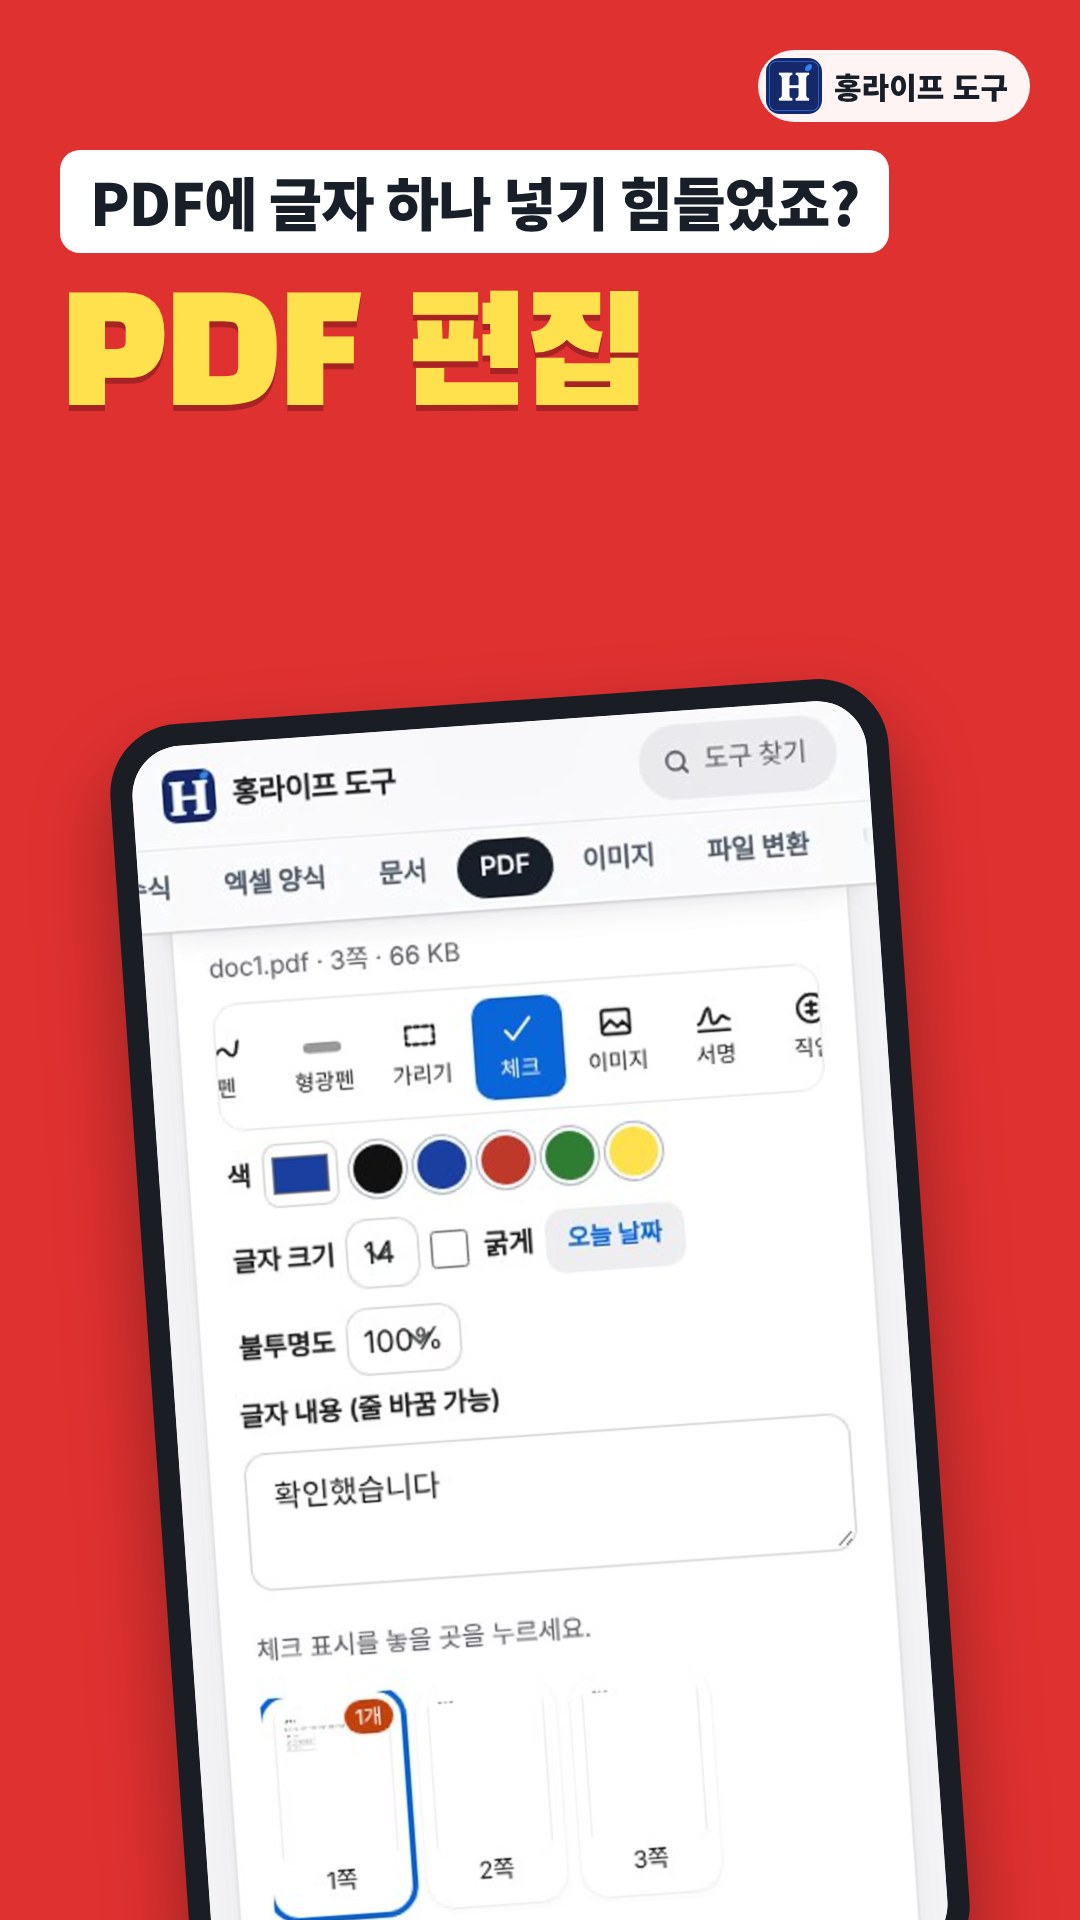 홍라이프 도구
PDF에 글자 하나 넣기 힘들었죠?
PDF 편집
홍라이프 도구
도구 찾기
엑셀 양식
문서
PDF
이미지
파일 변환
doc1.pdf · 3쪽 · 66 KB
펜
형광펜
가리기
체크
이미지
서명
색
글자 크기
14
굵게
오늘 날짜
불투명도
100%
글자 내용 (줄 바꿈 가능)
확인했습니다
체크 표시를 놓을 곳을 누르세요.
1개
1쪽
2쪽
3쪽